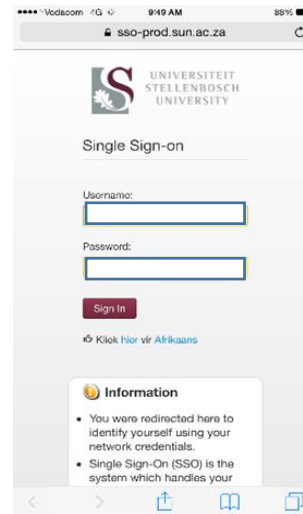 Vodacom 4G 9:49 AM 88%
sso-prod.sun.ac.za
UNIVERSITEIT
STELLENBOSCH
UNIVERSITY
Single Sign-on
Username:
Password:
Sign In
Kliek hier vir Afrikaans
Information
• You were redirected here to
identify yourself using your
network credentials.
• Single Sign-On (SSO) is the
system which handles your